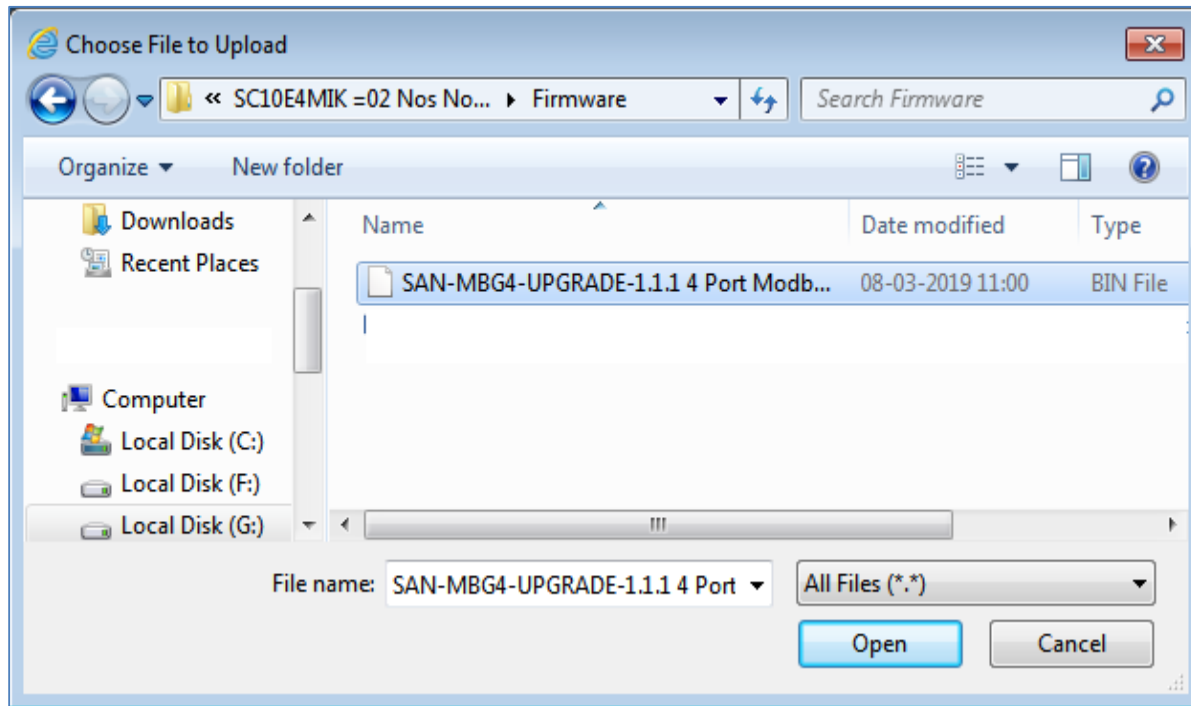 Choose File to Upload
« SC10E4MIK =02 Nos No... ▸ Firmware Search Firmware
Organize ▾ New folder
Downloads Name Date modified Type
Recent Places SAN-MBG4-UPGRADE-1.1.1 4 Port Modb... 08-03-2019 11:00 BIN File
Computer
Local Disk (C:)
Local Disk (F:)
Local Disk (G:)
File name: SAN-MBG4-UPGRADE-1.1.1 4 Port All Files (*.*)
Open Cancel